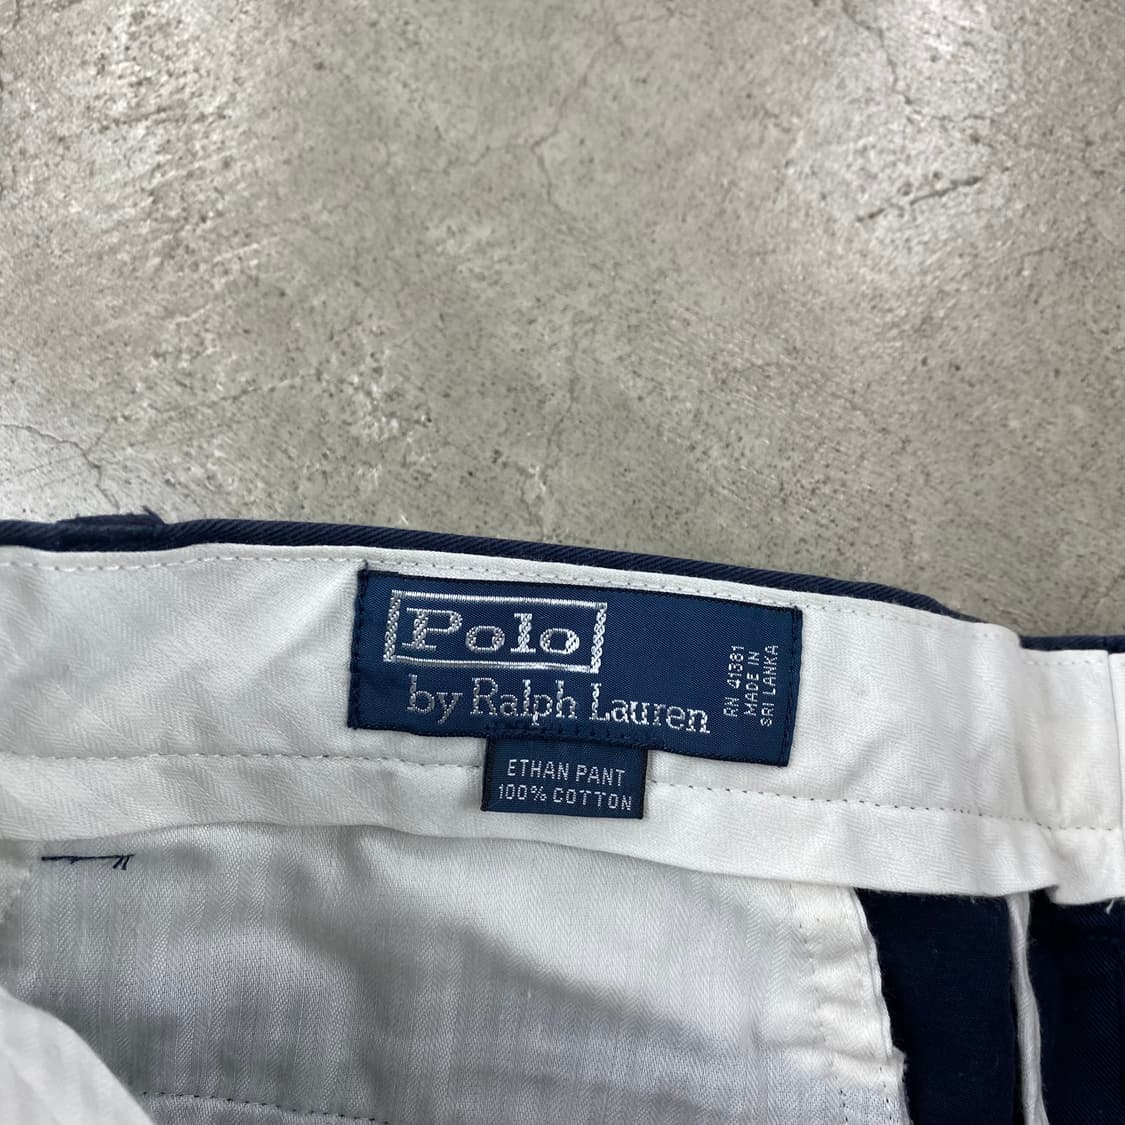 Polo
by Ralph Lauren
RN 41381
MADE IN
SRI LANKA
ETHAN PANT
100% COTTON